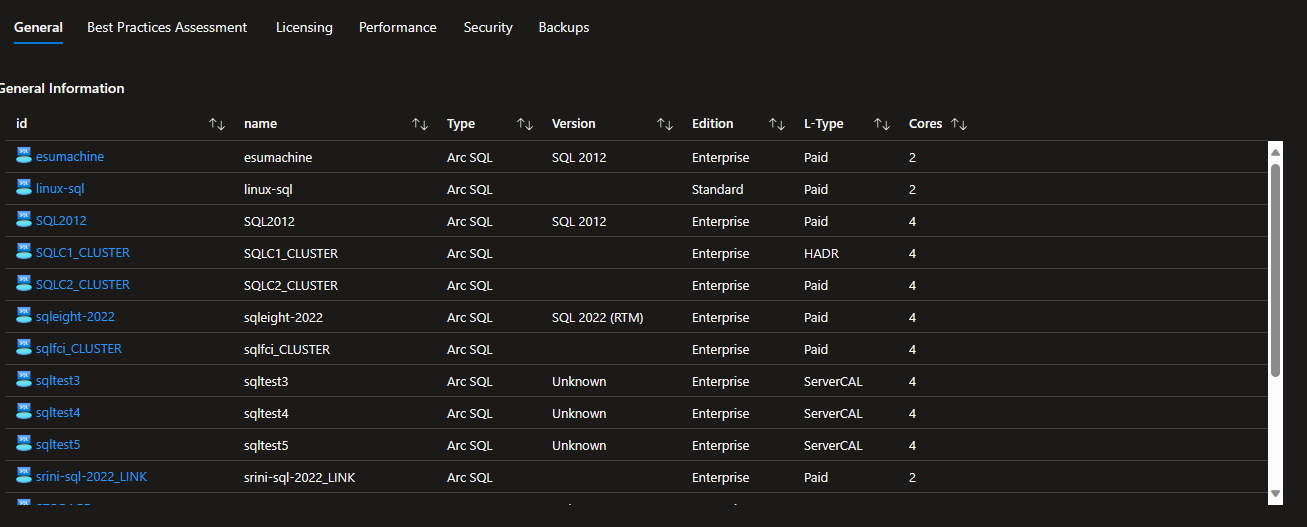 General Best Practices Assessment Licensing Performance Security Backups
General Information
id name Type Version Edition L-Type Cores
esumachine esumachine Arc SQL SQL 2012 Enterprise Paid 2
linux-sql linux-sql Arc SQL Standard Paid 2
SQL2012 SQL2012 Arc SQL SQL 2012 Enterprise Paid 4
SQLC1_CLUSTER SQLC1_CLUSTER Arc SQL Enterprise HADR 4
SQLC2_CLUSTER SQLC2_CLUSTER Arc SQL Enterprise Paid 4
sqleight-2022 sqleight-2022 Arc SQL SQL 2022 (RTM) Enterprise Paid 4
sqlfci_CLUSTER sqlfci_CLUSTER Arc SQL Enterprise Paid 4
sqltest3 sqltest3 Arc SQL Unknown Enterprise ServerCAL 4
sqltest4 sqltest4 Arc SQL Unknown Enterprise ServerCAL 4
sqltest5 sqltest5 Arc SQL Unknown Enterprise ServerCAL 4
srini-sql-2022_LINK srini-sql-2022_LINK Arc SQL Enterprise Paid 2